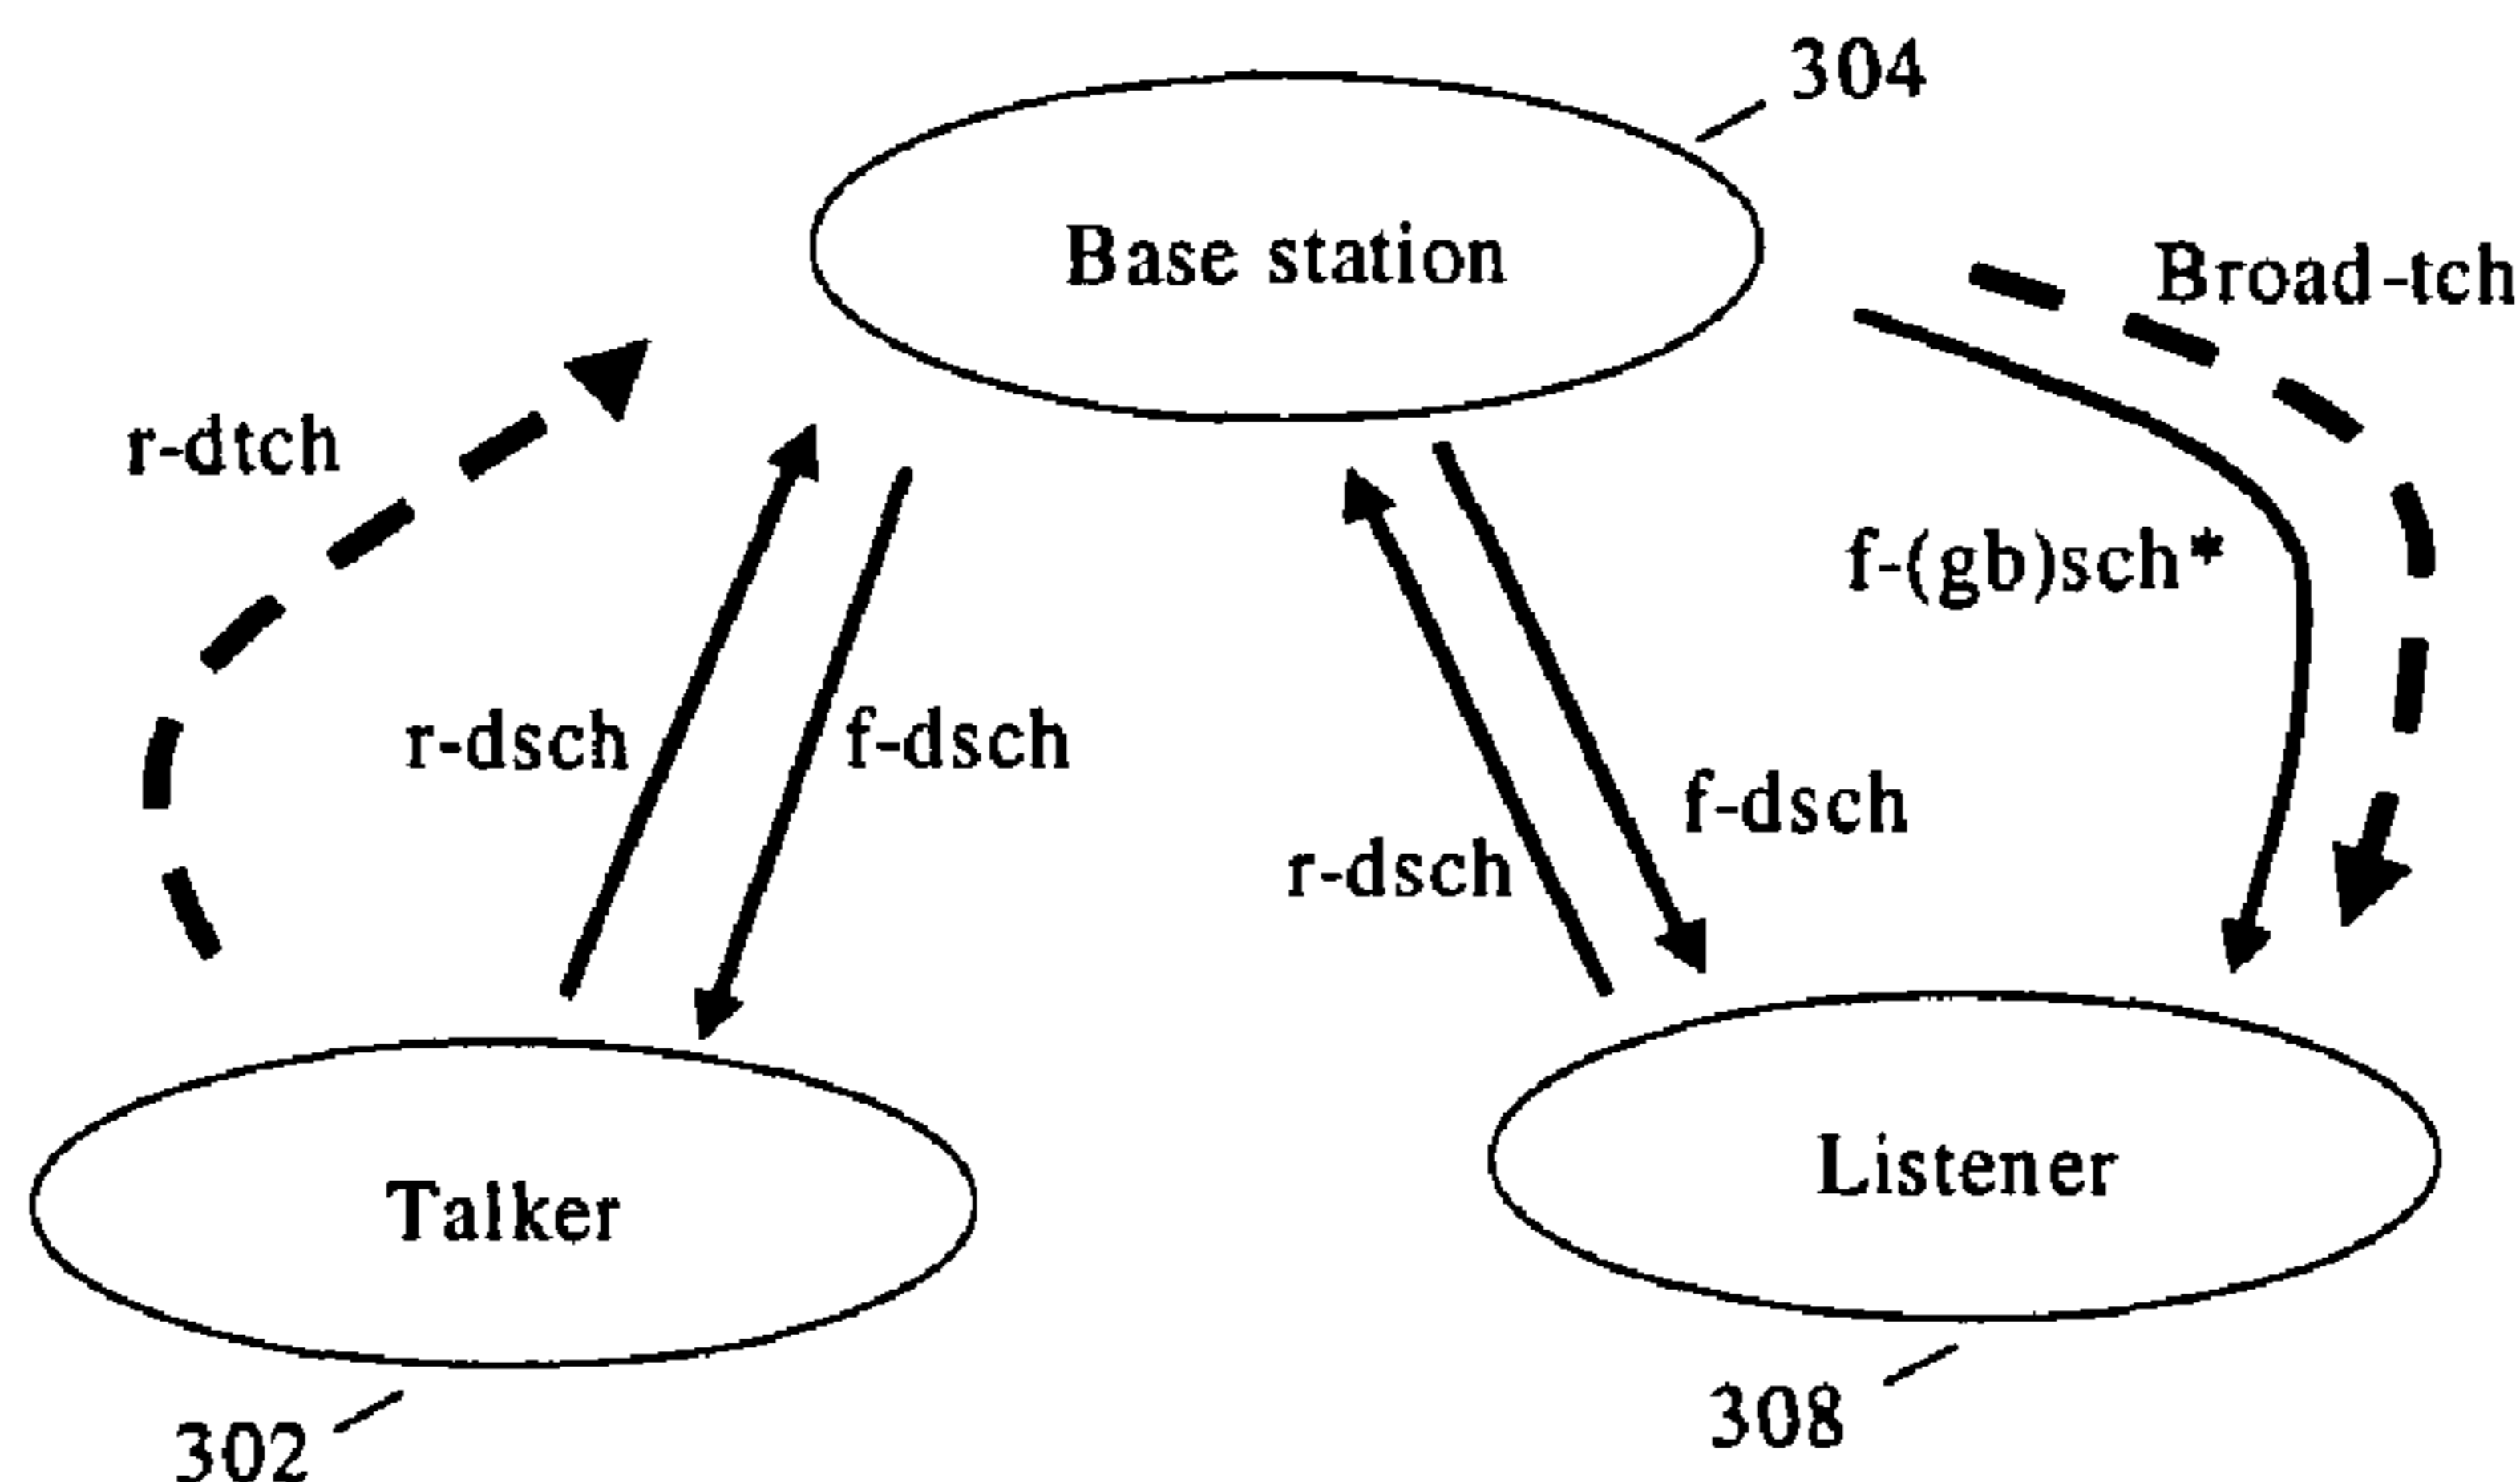 304
Base station
Broad-tch
r-dtch
f-(gb)sch*
r-dsch
f-dsch
f-dsch
r-dsch
Talker
Listener
302
308